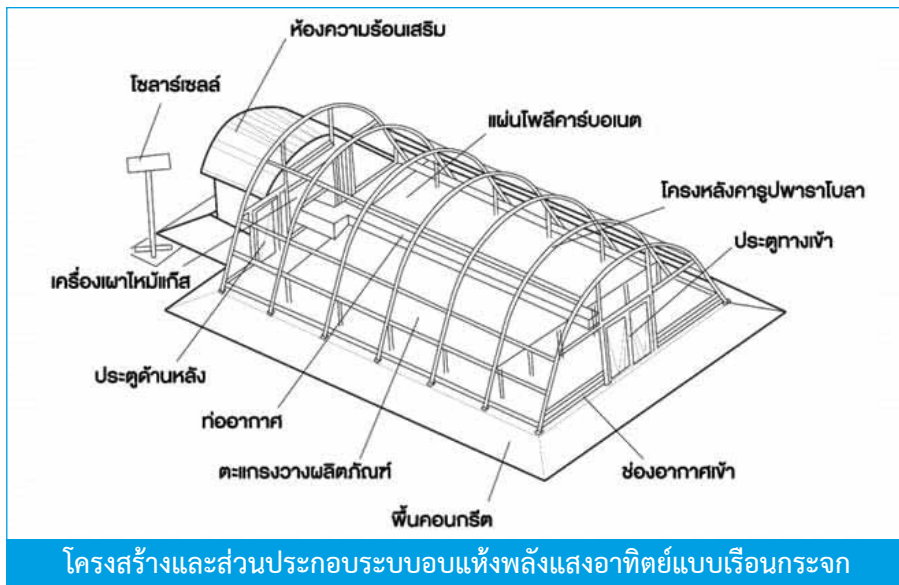 ห้องความร้อนเสริม
โซลาร์เซลล์
แผ่นโพลีคาร์บอเนต
โครงหลังคารูปพาราโบลา
ประตูทางเข้า
เครื่องเผาไหม้แก๊ส
ประตูด้านหลัง
ท่ออากาศ
ตะแกรงวางผลิตภัณฑ์
ช่องอากาศเข้า
พื้นคอนกรีต
โครงสร้างและส่วนประกอบระบบอบแห้งพลังแสงอาทิตย์แบบเรือนกระจก